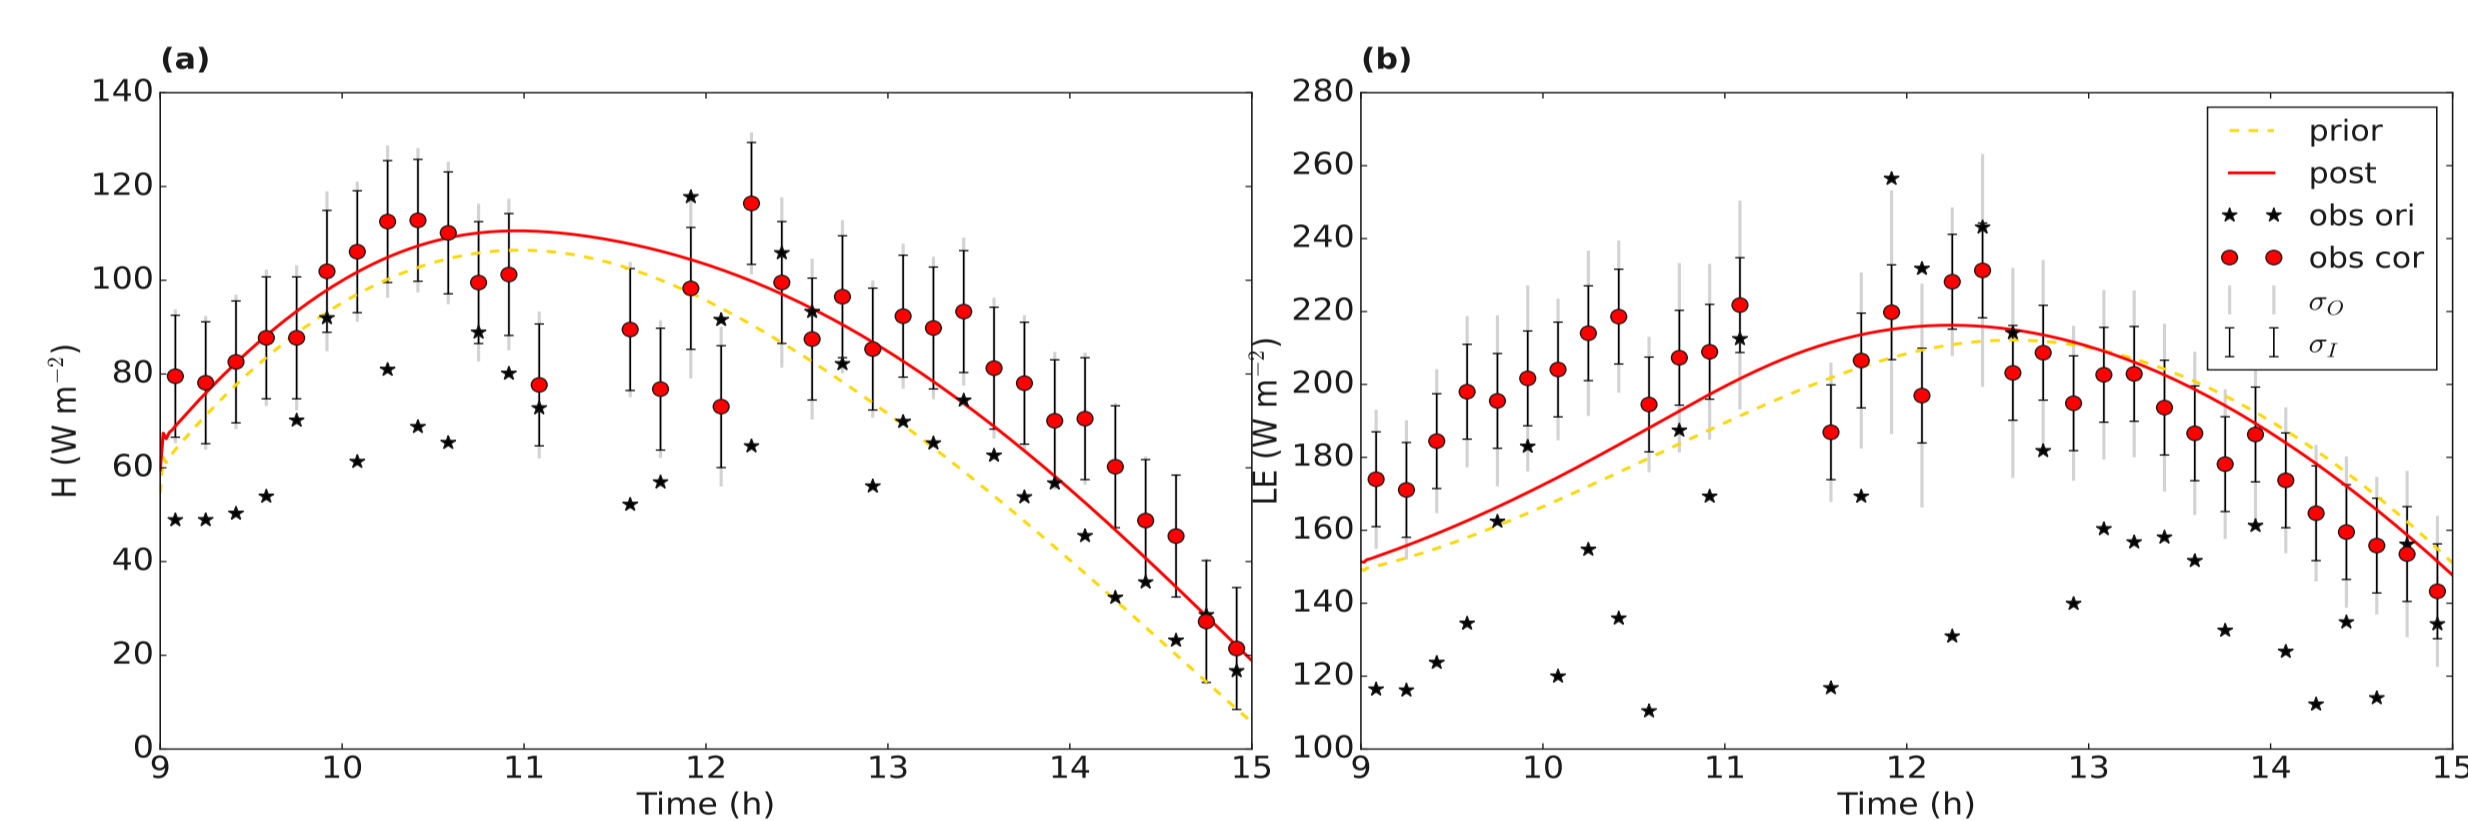 (a)
140
120
100
80
60
40
20
0
9 10 11 12 13 14 15
H (W m⁻²)
Time (h)
(b)
280
260
240
220
200
180
160
140
120
100
9 10 11 12 13 14 15
LE (W m⁻²)
Time (h)
prior
post
obs ori
obs cor
σ_O
σ_I